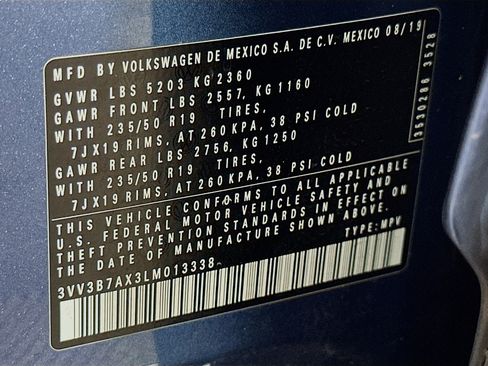 MFD BY VOLKSWAGEN DE MEXICO S.A. DE C.V. MEXICO 08/19
GVWR LBS 5203 KG 2360
GAWR FRONT LBS 2557, KG 1160
WITH 235/50 R19 TIRES,
7JX19 RIMS, AT 260 KPA, 38 PSI COLD
GAWR REAR LBS 2756, KG 1250
WITH 235/50 R19 TIRES,
7JX19 RIMS, AT 260 KPA, 38 PSI COLD
THIS VEHICLE CONFORMS TO ALL APPLICABLE
U.S. FEDERAL MOTOR VEHICLE SAFETY AND
THEFT PREVENTION STANDARDS IN EFFECT ON
THE DATE OF MANUFACTURE SHOWN ABOVE.
3VV3B7AX3LM013338
TYPE: MPV
3530286 3528